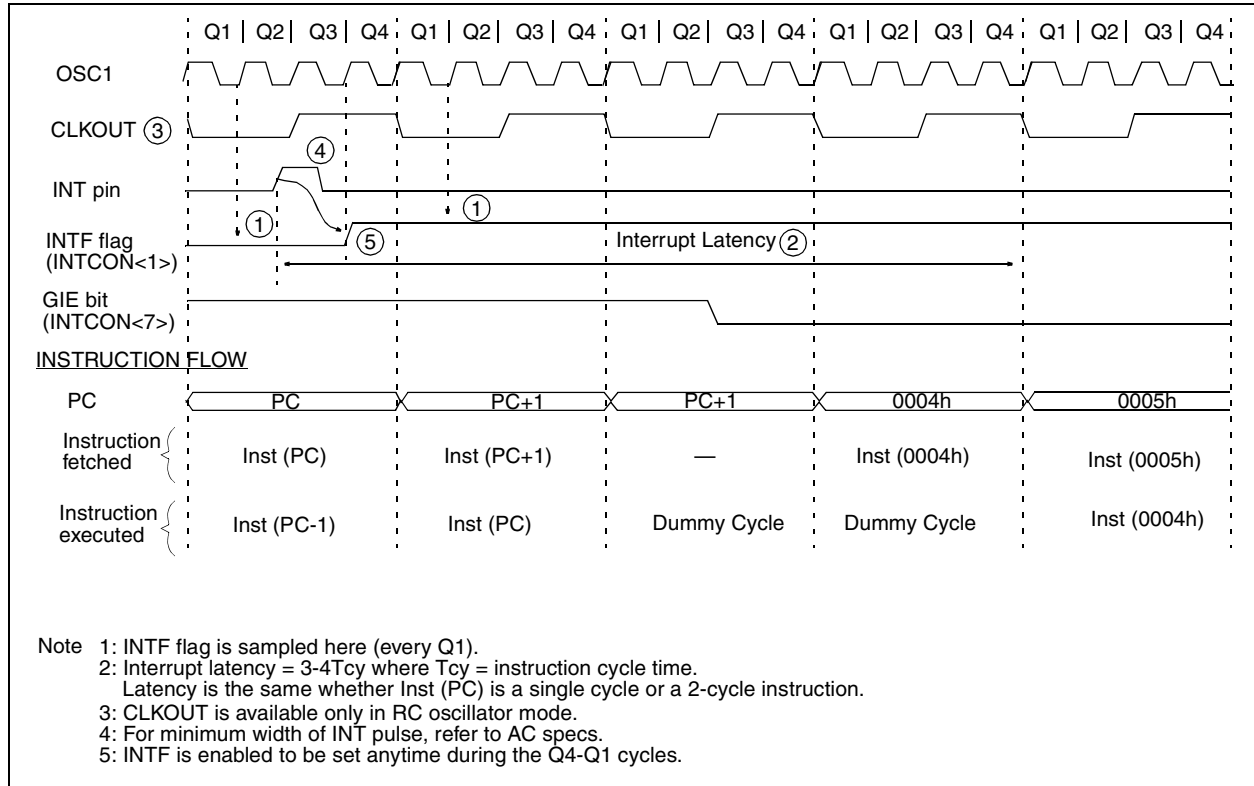 Q1 | Q2 | Q3 | Q4 Q1 | Q2 | Q3 | Q4 Q1 | Q2 | Q3 | Q4 Q1 | Q2 | Q3 | Q4 Q1 | Q2 | Q3 | Q4
OSC1
CLKOUT ③
④
INT pin
① ①
INTF flag
(INTCON<1>)
⑤
Interrupt Latency ②
GIE bit
(INTCON<7>)
INSTRUCTION FLOW
PC PC PC+1 PC+1 0004h 0005h
Instruction
fetched
Inst (PC) Inst (PC+1) — Inst (0004h) Inst (0005h)
Instruction
executed
Inst (PC-1) Inst (PC) Dummy Cycle Dummy Cycle Inst (0004h)
Note 1: INTF flag is sampled here (every Q1).
2: Interrupt latency = 3-4Tcy where Tcy = instruction cycle time.
Latency is the same whether Inst (PC) is a single cycle or a 2-cycle instruction.
3: CLKOUT is available only in RC oscillator mode.
4: For minimum width of INT pulse, refer to AC specs.
5: INTF is enabled to be set anytime during the Q4-Q1 cycles.